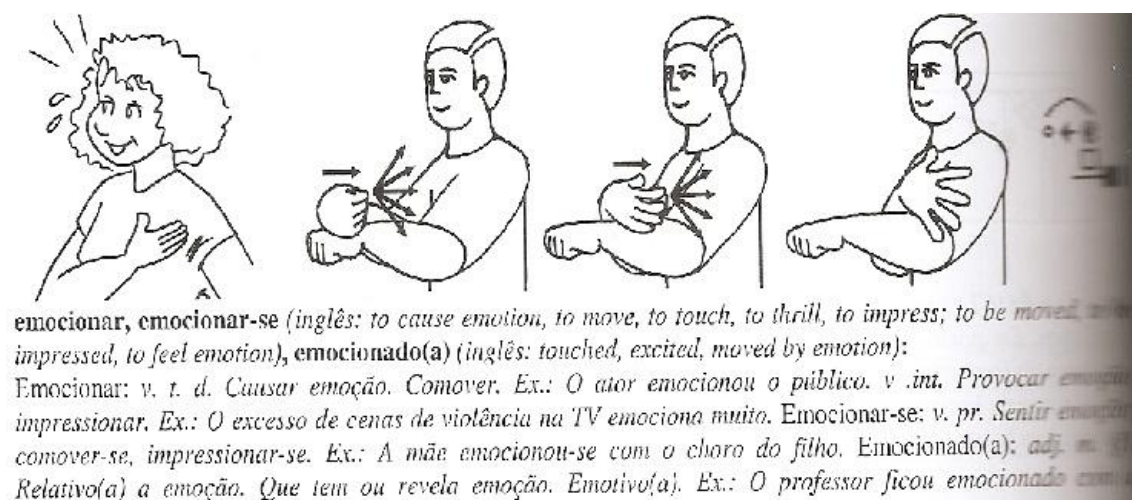 emocionar, emocionar-se (inglês: to cause emotion, to move, to touch, to thrill, to impress; to be moved,
impressed, to feel emotion), emocionado(a) (inglês: touched, excited, moved by emotion):
Emocionar: v. t. d. Causar emoção. Comover. Ex.: O ator emocionou o público. v .int. Provocar
impressionar. Ex.: O excesso de cenas de violência na TV emociona muito. Emocionar-se: v. pr. Sentir
comover-se, impressionar-se. Ex.: A mãe emocionou-se com o choro do filho. Emocionado(a): adj. m.
Relativo(a) a emoção. Que tem ou revela emoção. Emotivo(a). Ex.: O professor ficou emocionado